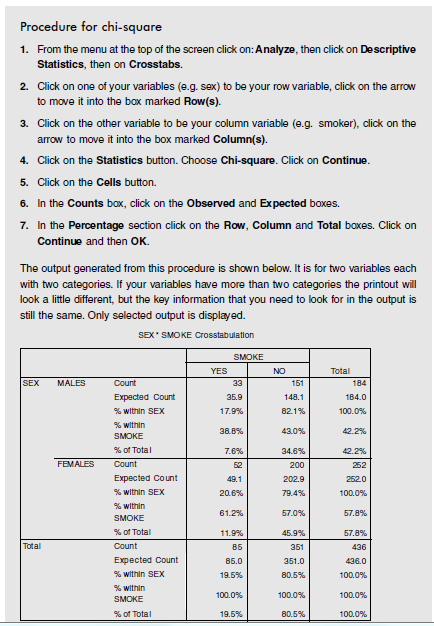 Procedure for chi-square
1. From the menu at the top of the screen click on: Analyze, then click on Descriptive
Statistics, then on Crosstabs.
2. Click on one of your variables (e.g. sex) to be your row variable, click on the arrow
to move it into the box marked Row(s).
3. Click on the other variable to be your column variable (e.g. smoker), click on the
arrow to move it into the box marked Column(s).
4. Click on the Statistics button. Choose Chi-square. Click on Continue.
5. Click on the Cells button.
6. In the Counts box, click on the Observed and Expected boxes.
7. In the Percentage section click on the Row, Column and Total boxes. Click on
Continue and then OK.
The output generated from this procedure is shown below. It is for two variables each
with two categories. If your variables have more than two categories the printout will
look a little different, but the key information that you need to look for in the output is
still the same. Only selected output is displayed.
SEX * SMOKE Crosstabulation
SMOKE
YES NO Total
SEX MALES Count 33 151 184
Expected Count 35.9 148.1 184.0
% within SEX 17.9% 82.1% 100.0%
% within
SMOKE 38.8% 43.0% 42.2%
% of Total 7.6% 34.6% 42.2%
FEMALES Count 52 200 252
Expected Count 49.1 202.9 252.0
% within SEX 20.6% 79.4% 100.0%
% within
SMOKE 61.2% 57.0% 57.8%
% of Total 11.9% 45.9% 57.8%
Total Count 85 351 436
Expected Count 85.0 351.0 436.0
% within SEX 19.5% 80.5% 100.0%
% within
SMOKE 100.0% 100.0% 100.0%
% of Total 19.5% 80.5% 100.0%